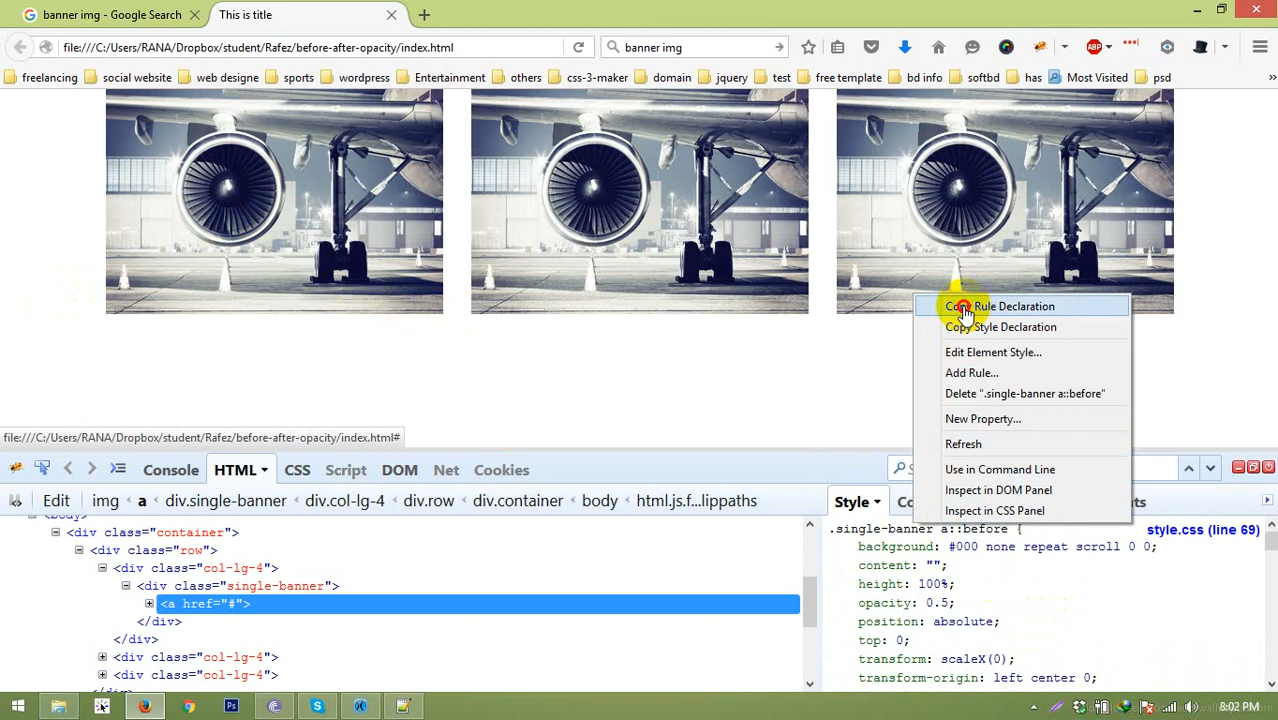 banner img - Google Search
This is title
file:///C:/Users/RANA/Dropbox/student/Rafez/before-after-opacity/index.html
banner img
ABP
freelancing
social website
web designe
sports
wordpress
Entertainment
others
css-3-maker
domain
jquery
test
free template
bd info
softbd
has
Most Visited
psd
Rule Declaration
Copy Style Declaration
Edit Element Style...
Add Rule...
Delete ".single-banner a::before"
New Property...
Refresh
Use in Command Line
Inspect in DOM Panel
Inspect in CSS Panel
file:///C:/Users/RANA/Dropbox/student/Rafez/before-after-opacity/index.html#
Console
HTML
CSS
Script
DOM
Net
Cookies
Edit
img < a < div.single-banner < div.col-lg-4 < div.row < div.container < body < html.js.f...lippaths
Style
<div class="container">
<div class="row">
<div class="col-lg-4">
<div class="single-banner">
<a href="#">
</div>
</div>
<div class="col-lg-4">
<div class="col-lg-4">
.single-banner a::before {
style.css (line 69)
background: #000 none repeat scroll 0 0;
content: "";
height: 100%;
opacity: 0.5;
position: absolute;
top: 0;
transform: scaleX(0);
transform-origin: left center 0;
8:02 PM